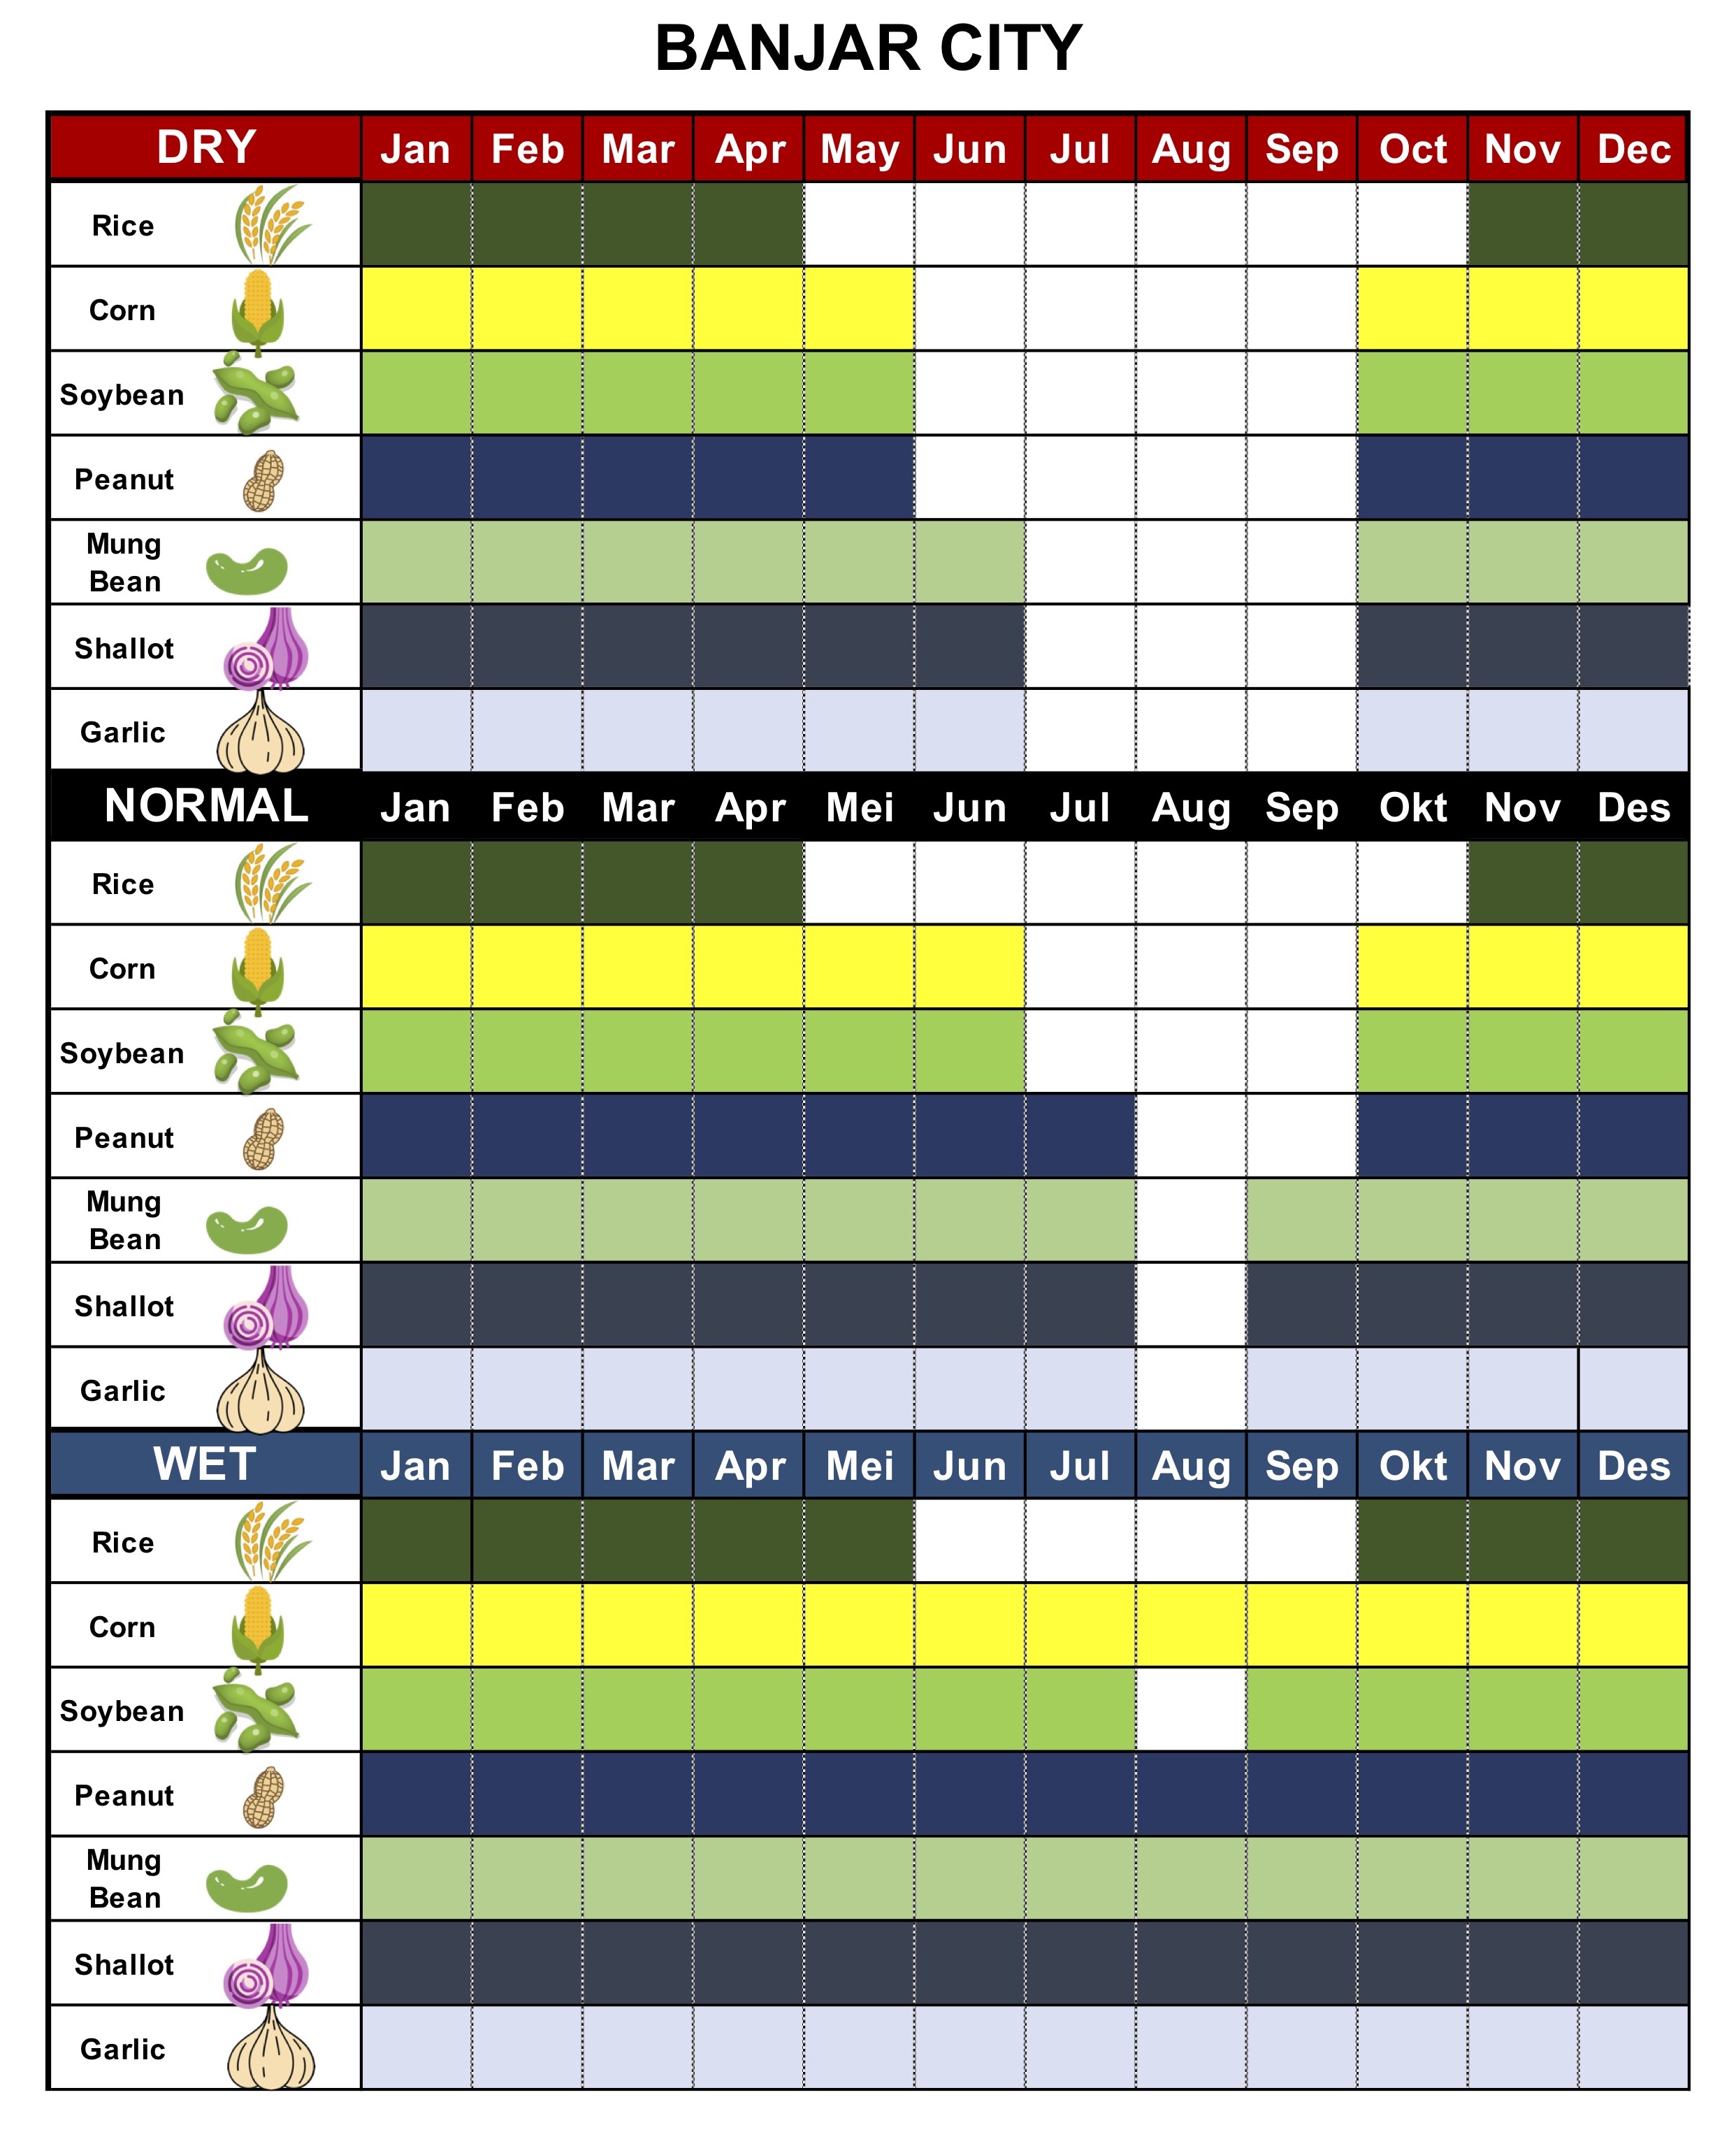 BANJAR CITY
DRY Jan Feb Mar Apr May Jun Jul Aug Sep Oct Nov Dec
Rice
Corn
Soybean
Peanut
Mung
Bean
Shallot
Garlic
NORMAL Jan Feb Mar Apr Mei Jun Jul Aug Sep Okt Nov Des
Rice
Corn
Soybean
Peanut
Mung
Bean
Shallot
Garlic
WET Jan Feb Mar Apr Mei Jun Jul Aug Sep Okt Nov Des
Rice
Corn
Soybean
Peanut
Mung
Bean
Shallot
Garlic